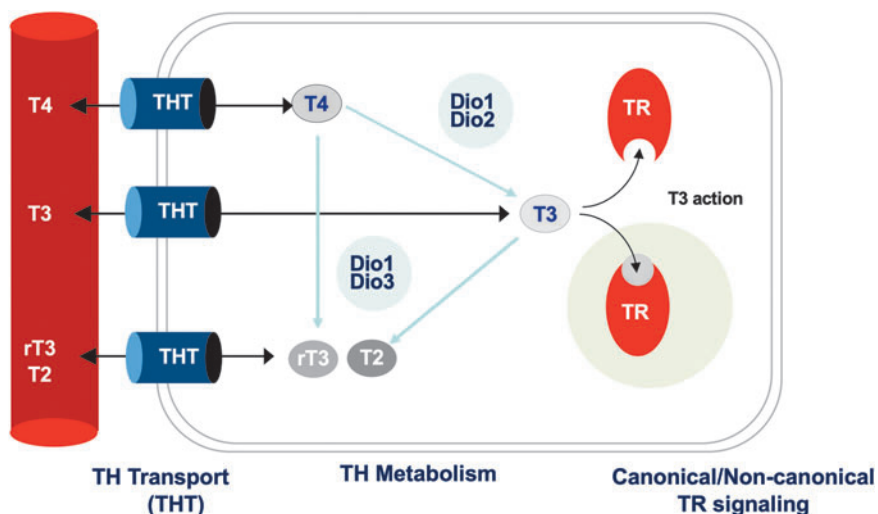 T4
THT
T4
Dio1
Dio2
TR
T3
THT
T3
T3 action
Dio1
Dio3
TR
rT3
T2
THT
rT3
T2
TH Transport
(THT)
TH Metabolism
Canonical/Non-canonical
TR signaling